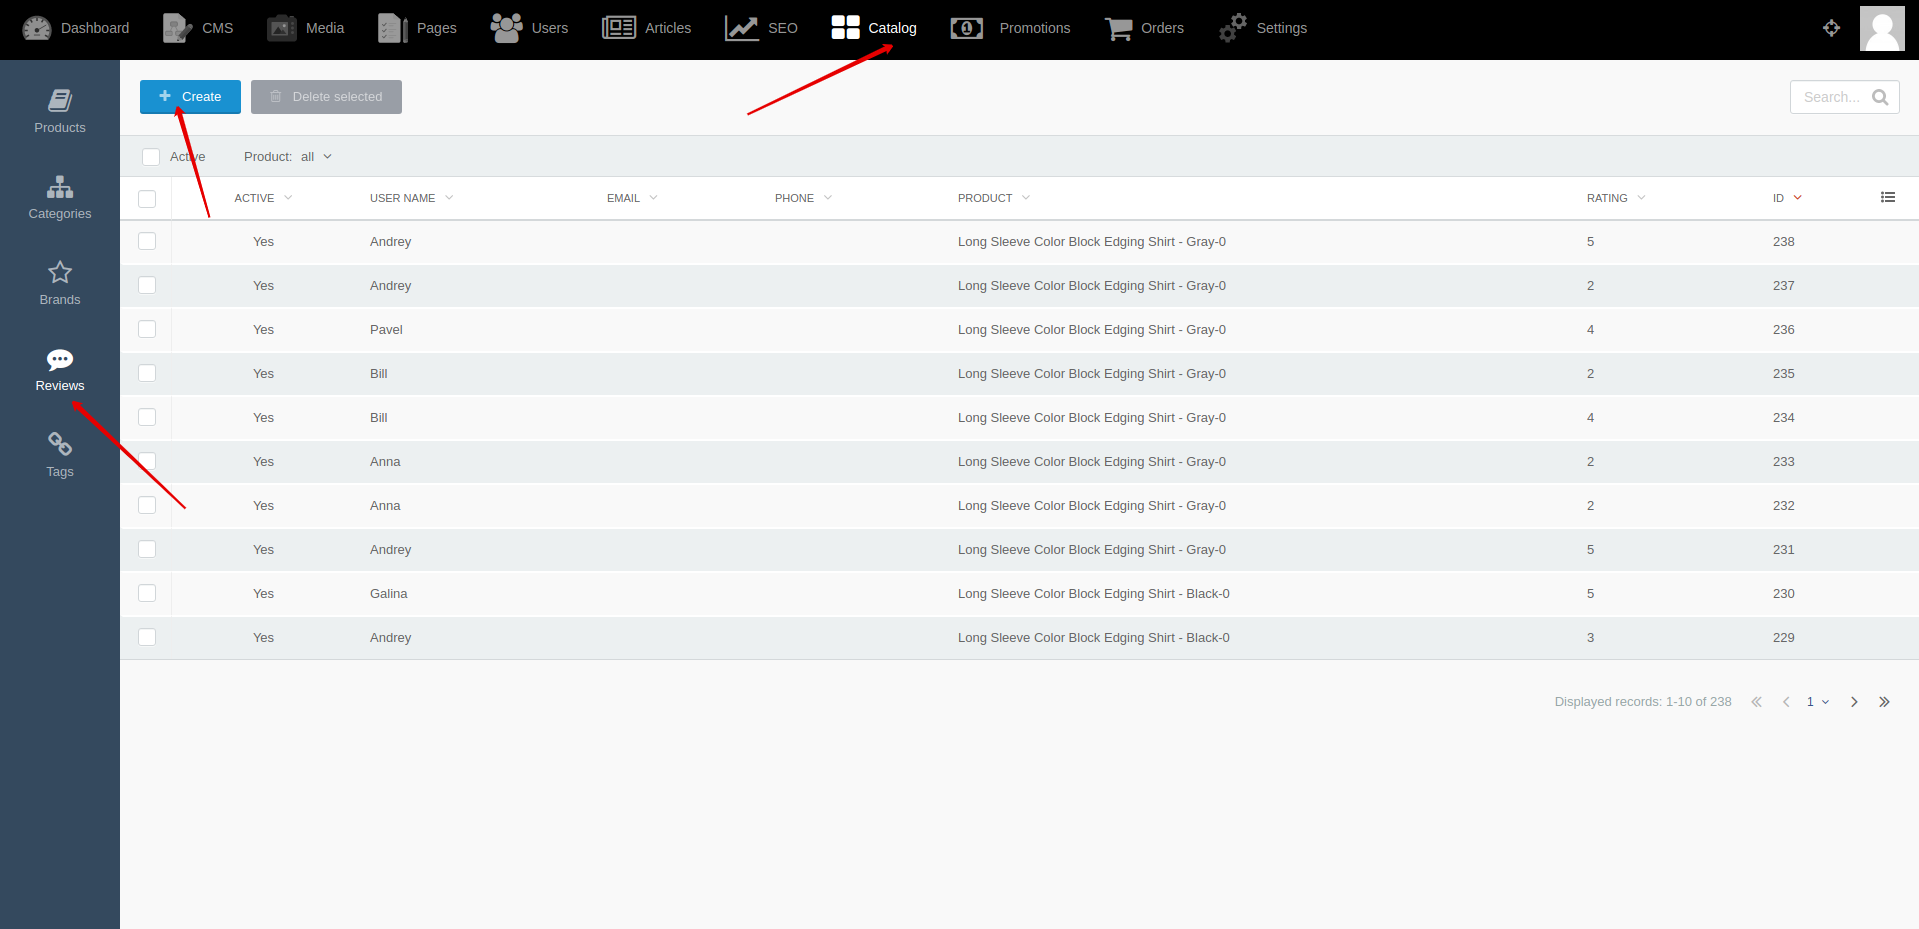 Dashboard CMS Media Pages Users Articles SEO Catalog Promotions Orders Settings
Create Delete selected Search...
Products
Categories
Brands
Reviews
Tags
Active Product: all
ACTIVE USER NAME EMAIL PHONE PRODUCT RATING ID
Yes Andrey Long Sleeve Color Block Edging Shirt - Gray-0 5 238
Yes Andrey Long Sleeve Color Block Edging Shirt - Gray-0 2 237
Yes Pavel Long Sleeve Color Block Edging Shirt - Gray-0 4 236
Yes Bill Long Sleeve Color Block Edging Shirt - Gray-0 2 235
Yes Bill Long Sleeve Color Block Edging Shirt - Gray-0 4 234
Yes Anna Long Sleeve Color Block Edging Shirt - Gray-0 2 233
Yes Anna Long Sleeve Color Block Edging Shirt - Gray-0 2 232
Yes Andrey Long Sleeve Color Block Edging Shirt - Gray-0 5 231
Yes Galina Long Sleeve Color Block Edging Shirt - Black-0 5 230
Yes Andrey Long Sleeve Color Block Edging Shirt - Black-0 3 229
Displayed records: 1-10 of 238 1